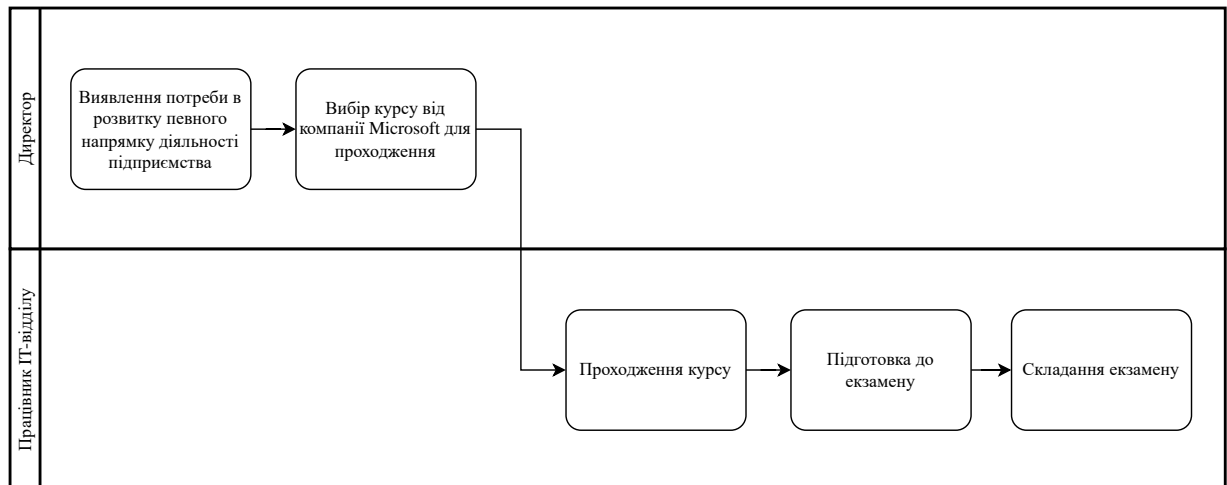 Директор
Виявлення потреби в
розвитку певного
напрямку діяльності
підприємства
Вибір курсу від
компанії Microsoft для
проходження
Працівник ІТ-відділу
Проходження курсу
Підготовка до
екзамену
Складання екзамену